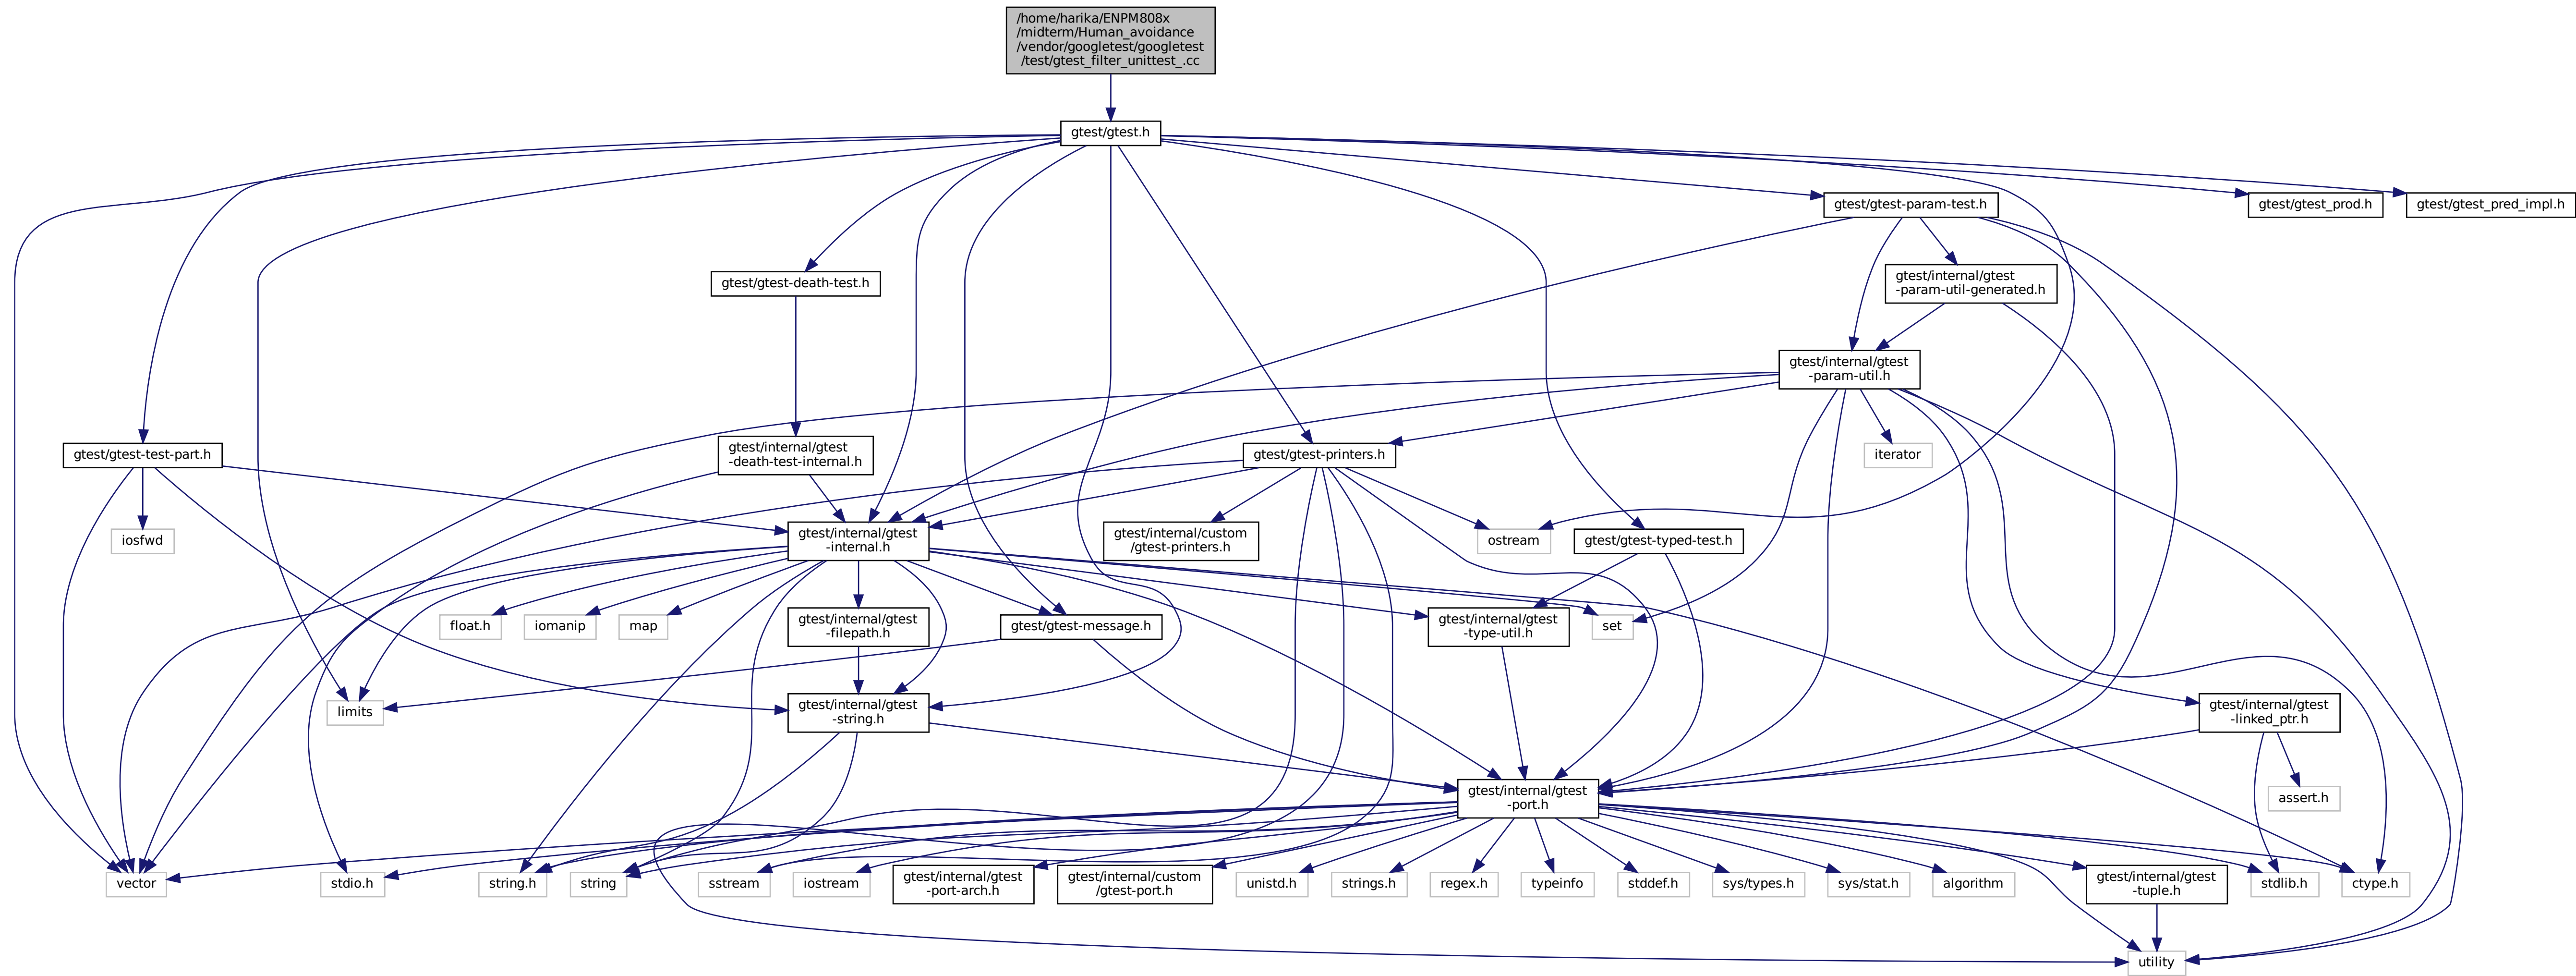 /home/harika/ENPM808x
/midterm/Human_avoidance
/vendor/googletest/googletest
/test/gtest_filter_unittest_.cc
gtest/gtest.h
gtest/gtest-param-test.h
gtest/gtest_prod.h
gtest/gtest_pred_impl.h
gtest/gtest-death-test.h
gtest/internal/gtest
-param-util-generated.h
gtest/internal/gtest
-param-util.h
gtest/gtest-test-part.h
gtest/internal/gtest
-death-test-internal.h
gtest/gtest-printers.h
iterator
iosfwd
gtest/internal/gtest
-internal.h
gtest/internal/custom
/gtest-printers.h
ostream
gtest/gtest-typed-test.h
float.h
iomanip
map
gtest/internal/gtest
-filepath.h
gtest/gtest-message.h
gtest/internal/gtest
-type-util.h
set
limits
gtest/internal/gtest
-string.h
gtest/internal/gtest
-linked_ptr.h
gtest/internal/gtest
-port.h
assert.h
vector
stdio.h
string.h
string
sstream
iostream
gtest/internal/gtest
-port-arch.h
gtest/internal/custom
/gtest-port.h
unistd.h
strings.h
regex.h
typeinfo
stddef.h
sys/types.h
sys/stat.h
algorithm
gtest/internal/gtest
-tuple.h
stdlib.h
ctype.h
utility